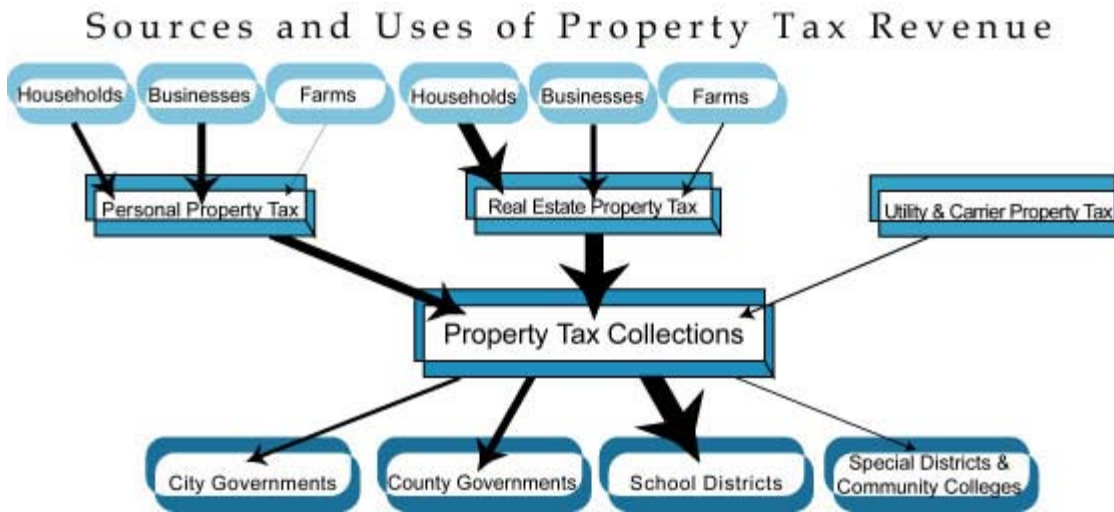 Sources and Uses of Property Tax Revenue
Households
Businesses
Farms
Households
Businesses
Farms
Personal Property Tax
Real Estate Property Tax
Utility & Carrier Property Tax
Property Tax Collections
City Governments
County Governments
School Districts
Special Districts &
Community Colleges